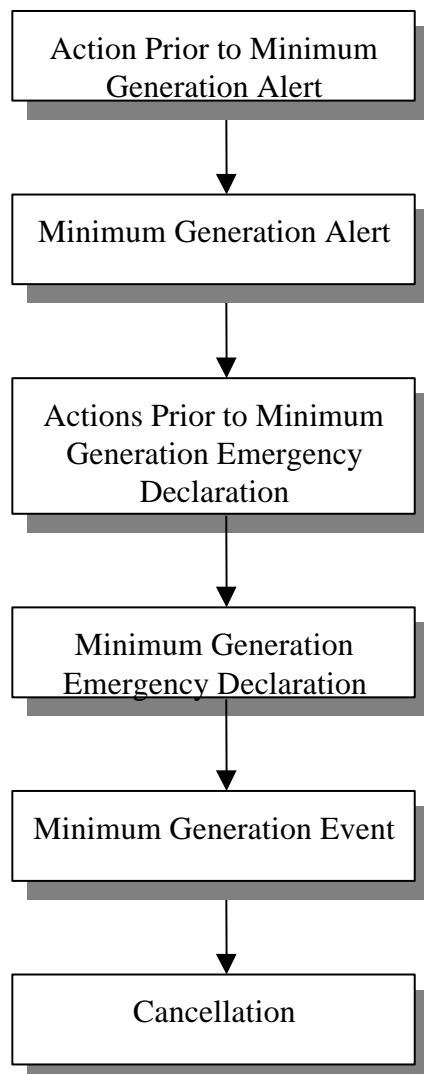 Action Prior to Minimum
Generation Alert
Minimum Generation Alert
Actions Prior to Minimum
Generation Emergency
Declaration
Minimum Generation
Emergency Declaration
Minimum Generation Event
Cancellation